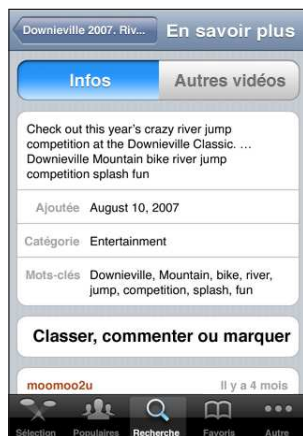 Downieville 2007. Riv... En savoir plus
Infos Autres vidéos
Check out this year's crazy river jump
competition at the Downieville Classic. ...
Downieville Mountain bike river jump
competition splash fun
Ajoutée August 10, 2007
Catégorie Entertainment
Mots-clés Downieville, Mountain, bike, river,
jump, competition, splash, fun
Classer, commenter ou marquer
moomoo2u Il y a 4 mois
Sélection Populaires Recherche Favoris Autre